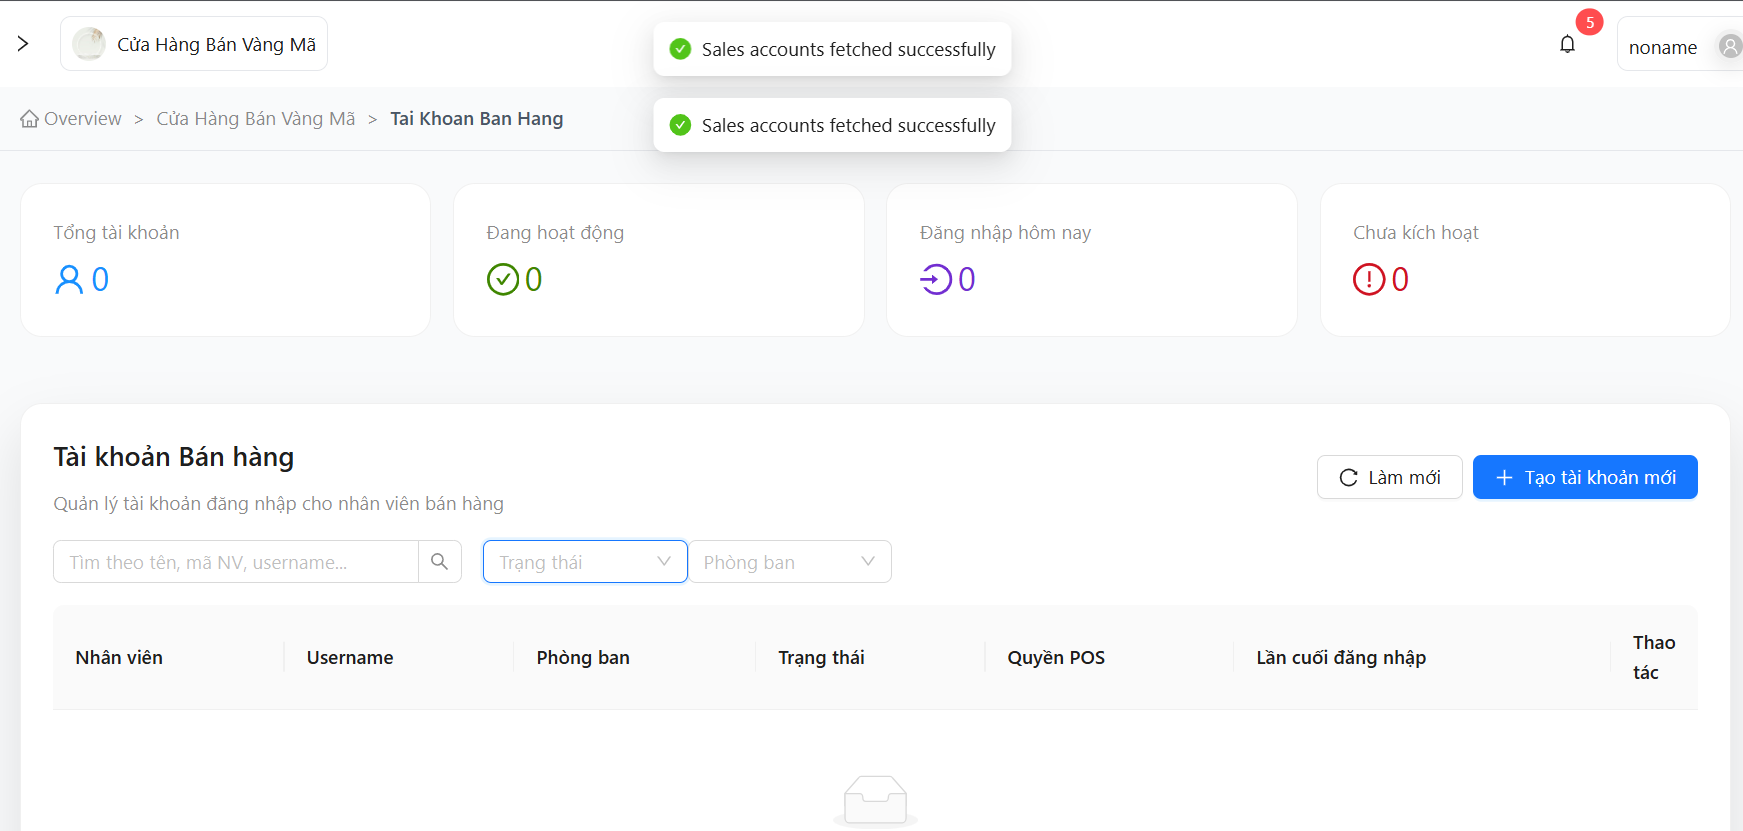 Cửa Hàng Bán Vàng Mã
Sales accounts fetched successfully
5
noname
Overview > Cửa Hàng Bán Vàng Mã > Tai Khoan Ban Hang
Sales accounts fetched successfully
Tổng tài khoản
0
Đang hoạt động
0
Đăng nhập hôm nay
0
Chưa kích hoạt
0
Tài khoản Bán hàng
Quản lý tài khoản đăng nhập cho nhân viên bán hàng
Làm mới
Tạo tài khoản mới
Tìm theo tên, mã NV, username...
Trạng thái
Phòng ban
Nhân viên
Username
Phòng ban
Trạng thái
Quyền POS
Lần cuối đăng nhập
Thao
tác